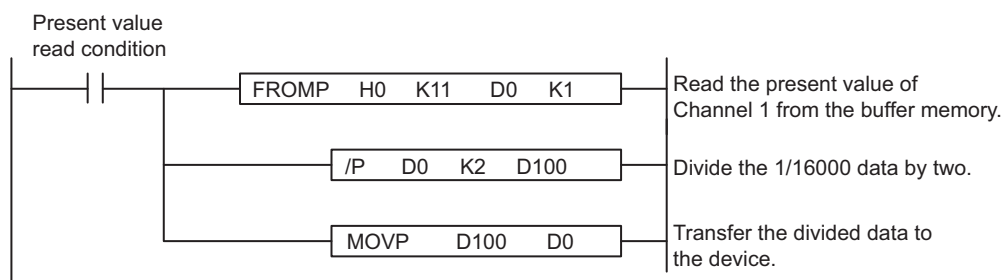 Present value
read condition
FROMP H0 K11 D0 K1
Read the present value of
Channel 1 from the buffer memory.
/P D0 K2 D100
Divide the 1/16000 data by two.
MOVP D100 D0
Transfer the divided data to
the device.